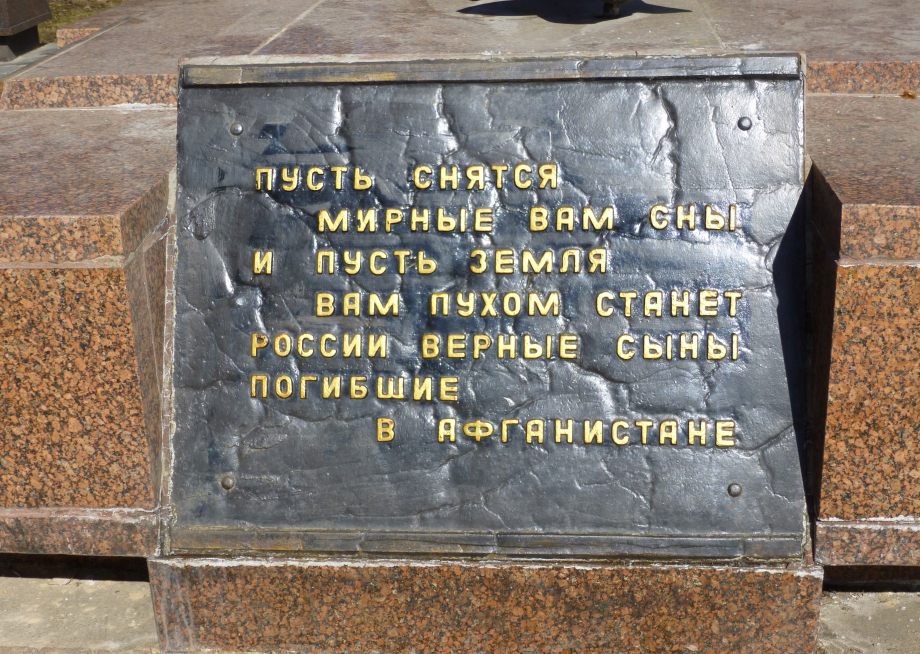 ПУСТЬ СНЯТСЯ
МИРНЫЕ ВАМ СНЫ
И ПУСТЬ ЗЕМЛЯ
ВАМ ПУХОМ СТАНЕТ
РОССИИ ВЕРНЫЕ СЫНЫ
ПОГИБШИЕ
В АФГАНИСТАНЕ